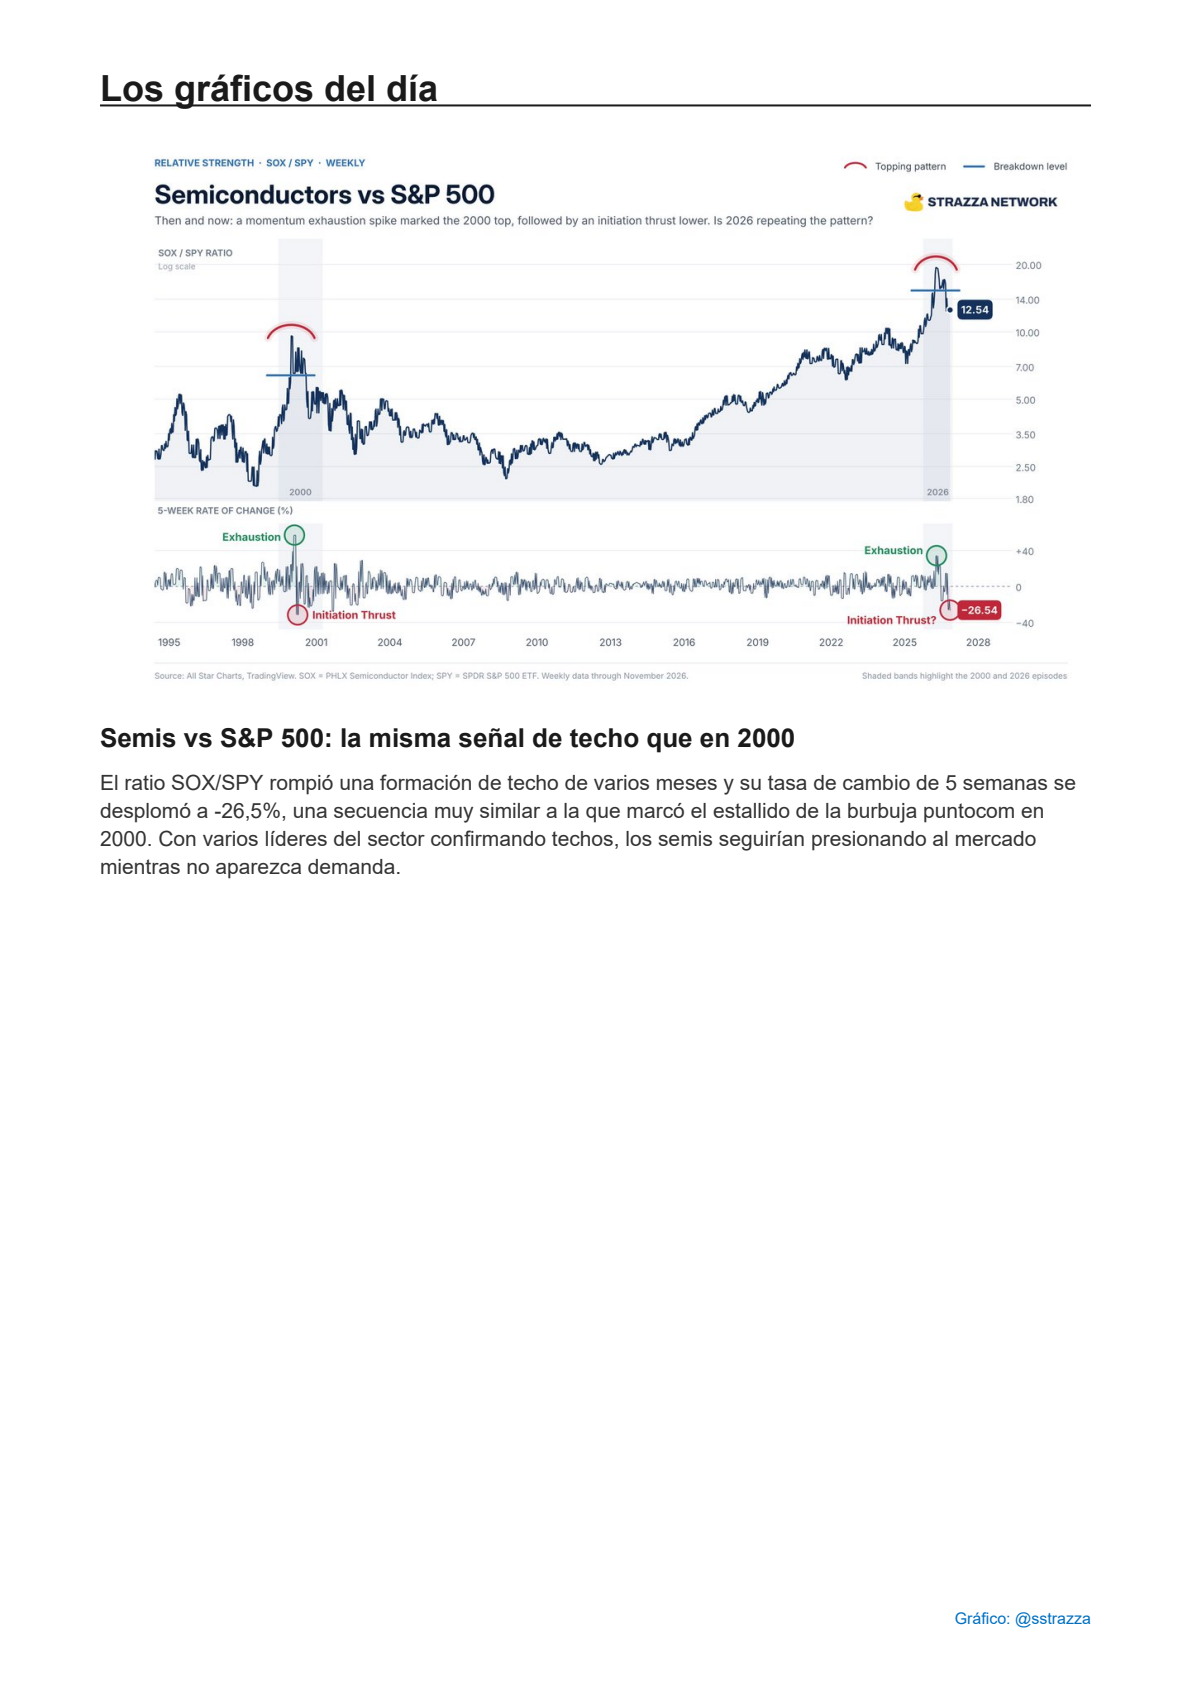 Los gráficos del día
RELATIVE STRENGTH · SOX / SPY · WEEKLY
Topping pattern
Breakdown level
Semiconductors vs S&P 500
STRAZZA NETWORK
Then and now: a momentum exhaustion spike marked the 2000 top, followed by an initiation thrust lower. Is 2026 repeating the pattern?
SOX / SPY RATIO
Log scale
20.00
14.00
12.54
10.00
7.00
5.00
3.50
2.50
1.80
2000
2026
5-WEEK RATE OF CHANGE (%)
Exhaustion
Exhaustion
+40
0
Initiation Thrust
Initiation Thrust?
−26.54
−40
1995 1998 2001 2004 2007 2010 2013 2016 2019 2022 2025 2028
Source: All Star Charts, TradingView. SOX = PHLX Semiconductor Index; SPY = SPDR S&P 500 ETF. Weekly data through November 2026.
Shaded bands highlight the 2000 and 2026 episodes
Semis vs S&P 500: la misma señal de techo que en 2000
El ratio SOX/SPY rompió una formación de techo de varios meses y su tasa de cambio de 5 semanas se
desplomó a -26,5%, una secuencia muy similar a la que marcó el estallido de la burbuja puntocom en
2000. Con varios líderes del sector confirmando techos, los semis seguirían presionando al mercado
mientras no aparezca demanda.
Gráfico: @sstrazza